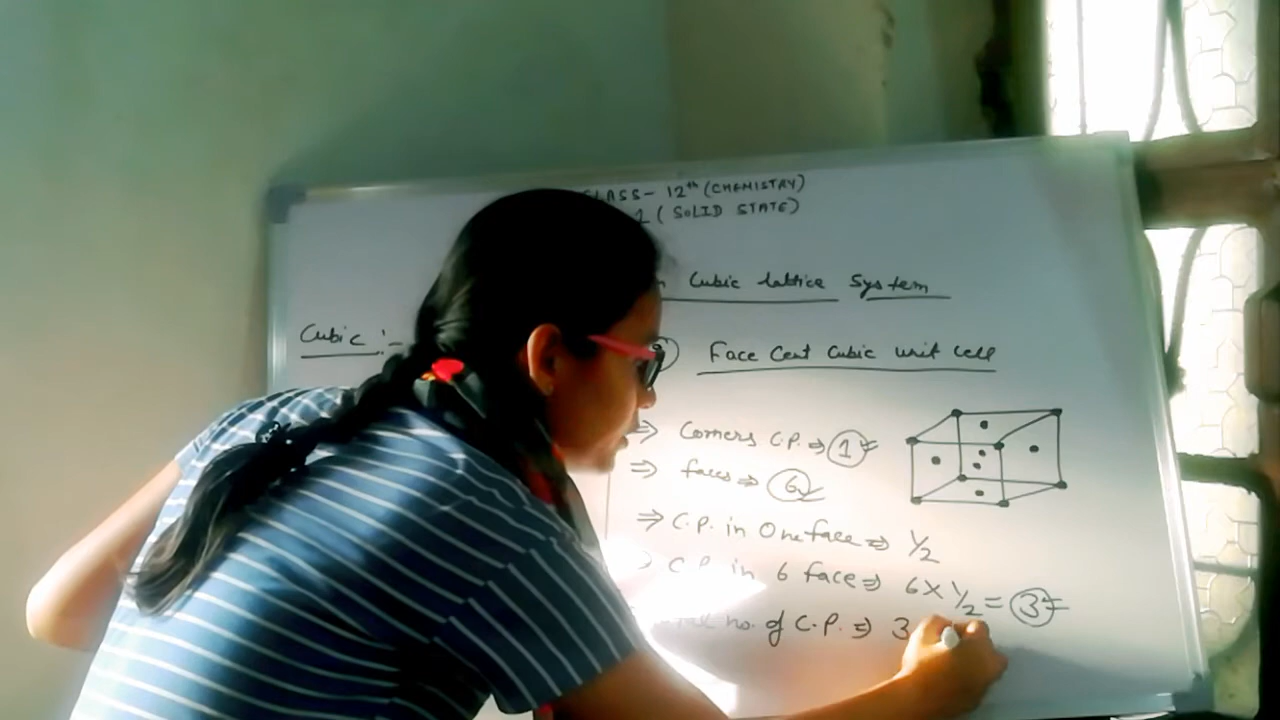 CLASS- 12th (CHEMISTRY)
1 ( SOLID STATE)
Cubic lattice System
Cubic :-
Face Cent Cubic unit cell
⇒ Corners C.P. ⇒ 1
⇒ faces ⇒ 6
⇒ C.P. in One face ⇒ 1/2
C.P. in 6 face ⇒ 6 X 1/2 = 3
no. of C.P. ⇒ 3